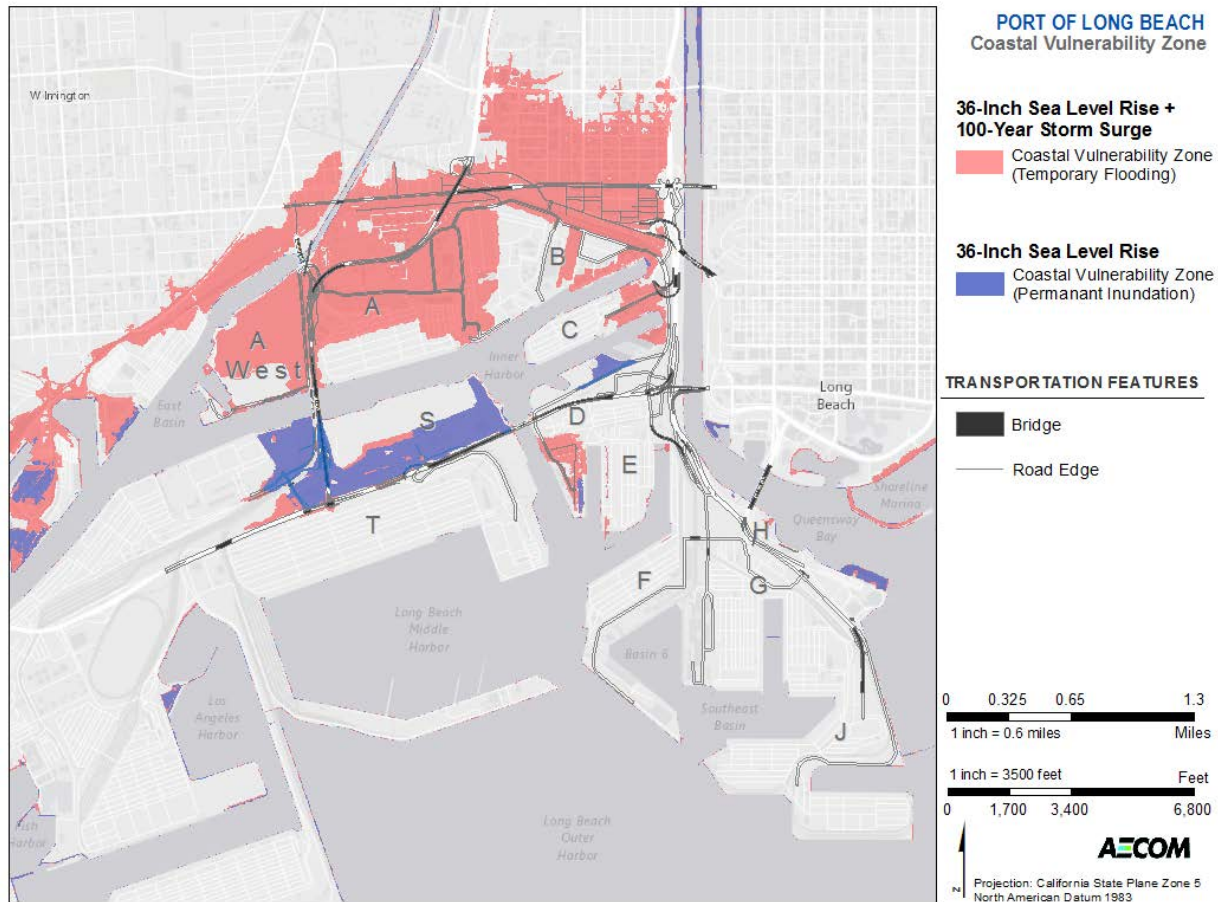 PORT OF LONG BEACH
Coastal Vulnerability Zone
36-Inch Sea Level Rise +
100-Year Storm Surge
Coastal Vulnerability Zone
(Temporary Flooding)
36-Inch Sea Level Rise
Coastal Vulnerability Zone
(Permanant Inundation)
TRANSPORTATION FEATURES
Bridge
Road Edge
0 0.325 0.65 1.3
1 inch = 0.6 miles Miles
1 inch = 3500 feet Feet
0 1,700 3,400 6,800
AECOM
N
Projection: California State Plane Zone 5
North American Datum 1983
Wilmington
B
A
A
West
C
Inner
Harbor
East
Basin
Long
Beach
S
D
E
Shoreline
Marina
Queensway
Bay
H
T
F
G
Long Beach
Middle
Harbor
Basin 6
Los
Angeles
Harbor
Southeast
Basin
J
Long Beach
Outer
Harbor
Fish
Harbor